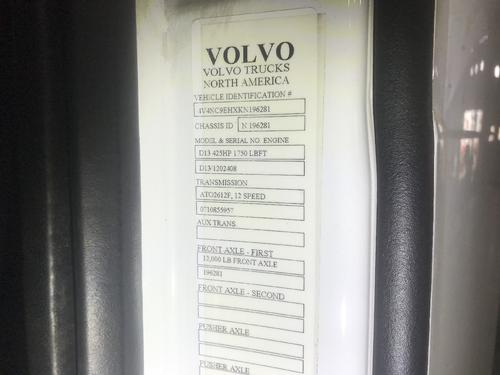 VOLVO
VOLVO TRUCKS
NORTH AMERICA
VEHICLE IDENTIFICATION #
4V4NC9EHXKN196281
CHASSIS ID N 196281
MODEL & SERIAL NO. ENGINE
D13 425HP 1750 LBFT
D13/1202408
TRANSMISSION
ATO2612F, 12 SPEED
0710855957
AUX TRANS.
FRONT AXLE - FIRST
12,000 LB FRONT AXLE
196281
FRONT AXLE - SECOND
PUSHER AXLE
PUSHER AXLE